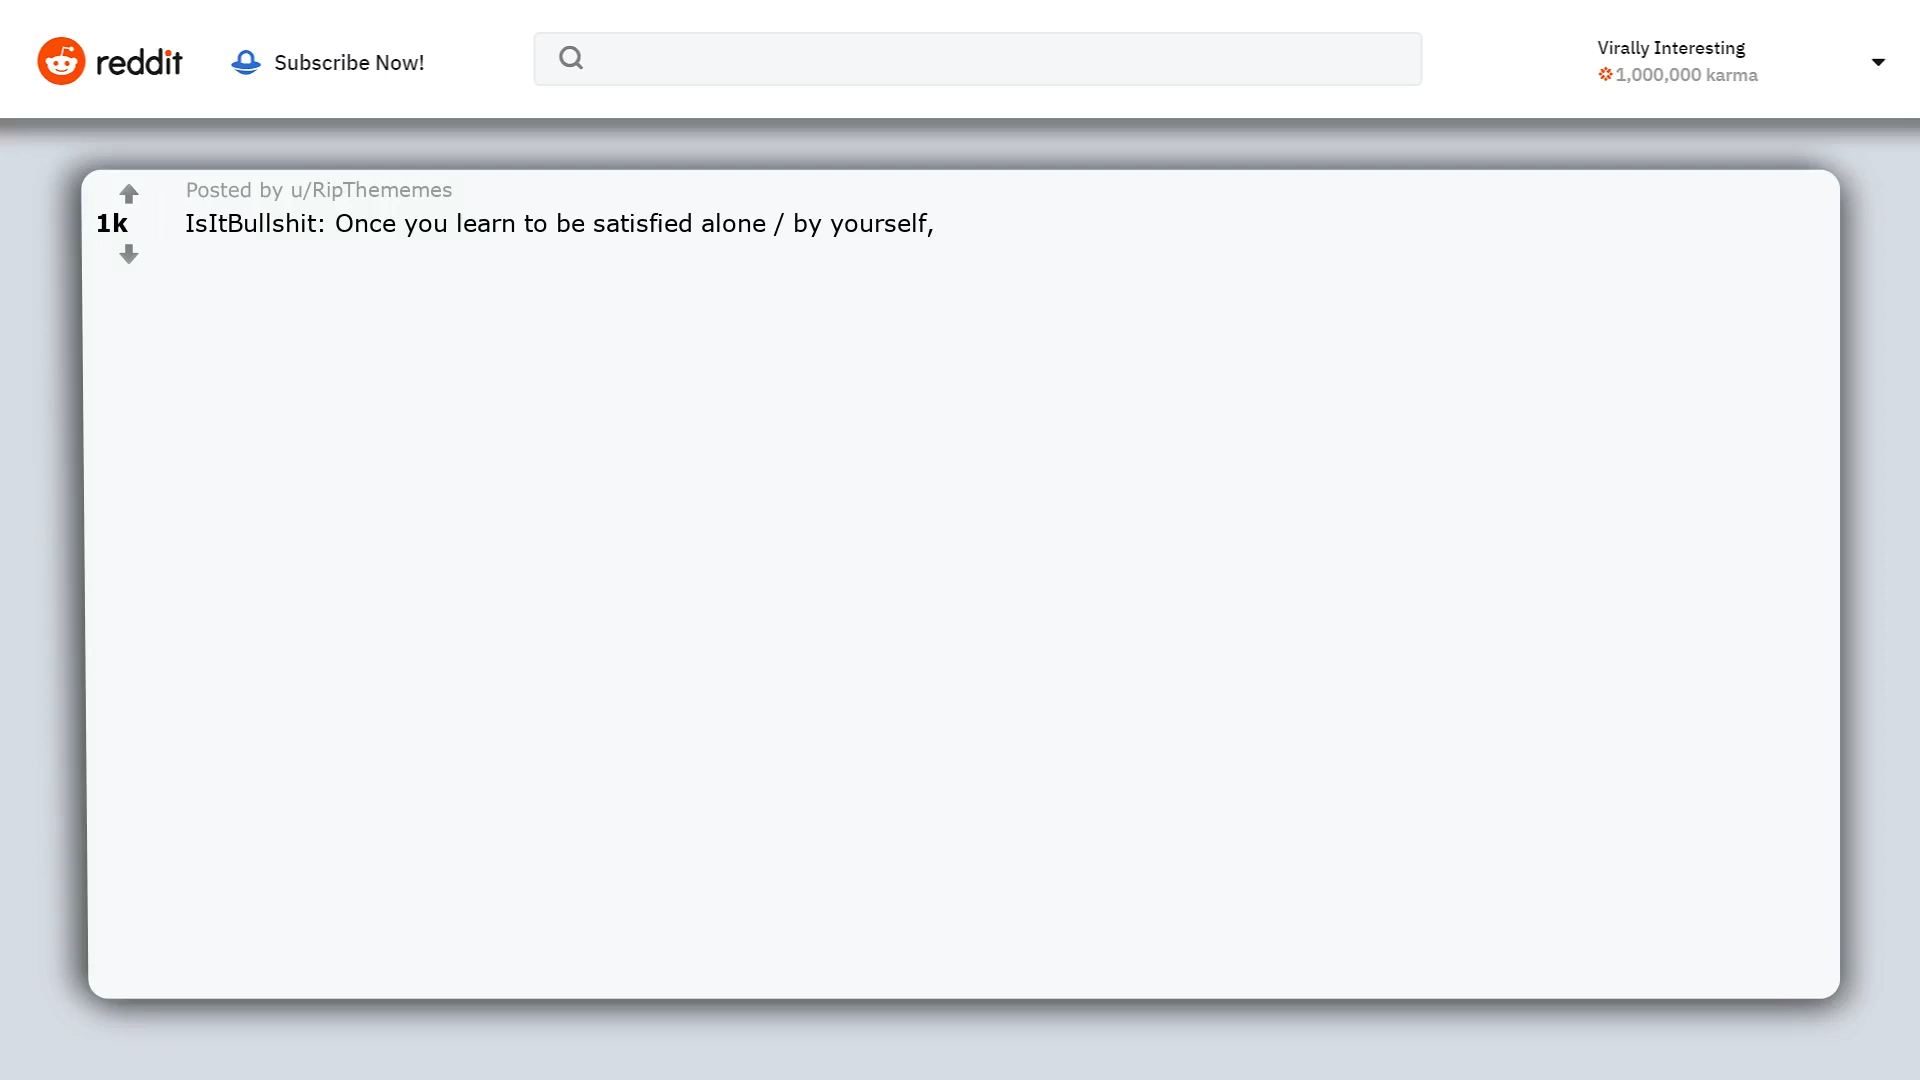 reddit
Subscribe Now!
Virally Interesting
1,000,000 karma
Posted by u/RipThememes
1k
IsItBullshit: Once you learn to be satisfied alone / by yourself,